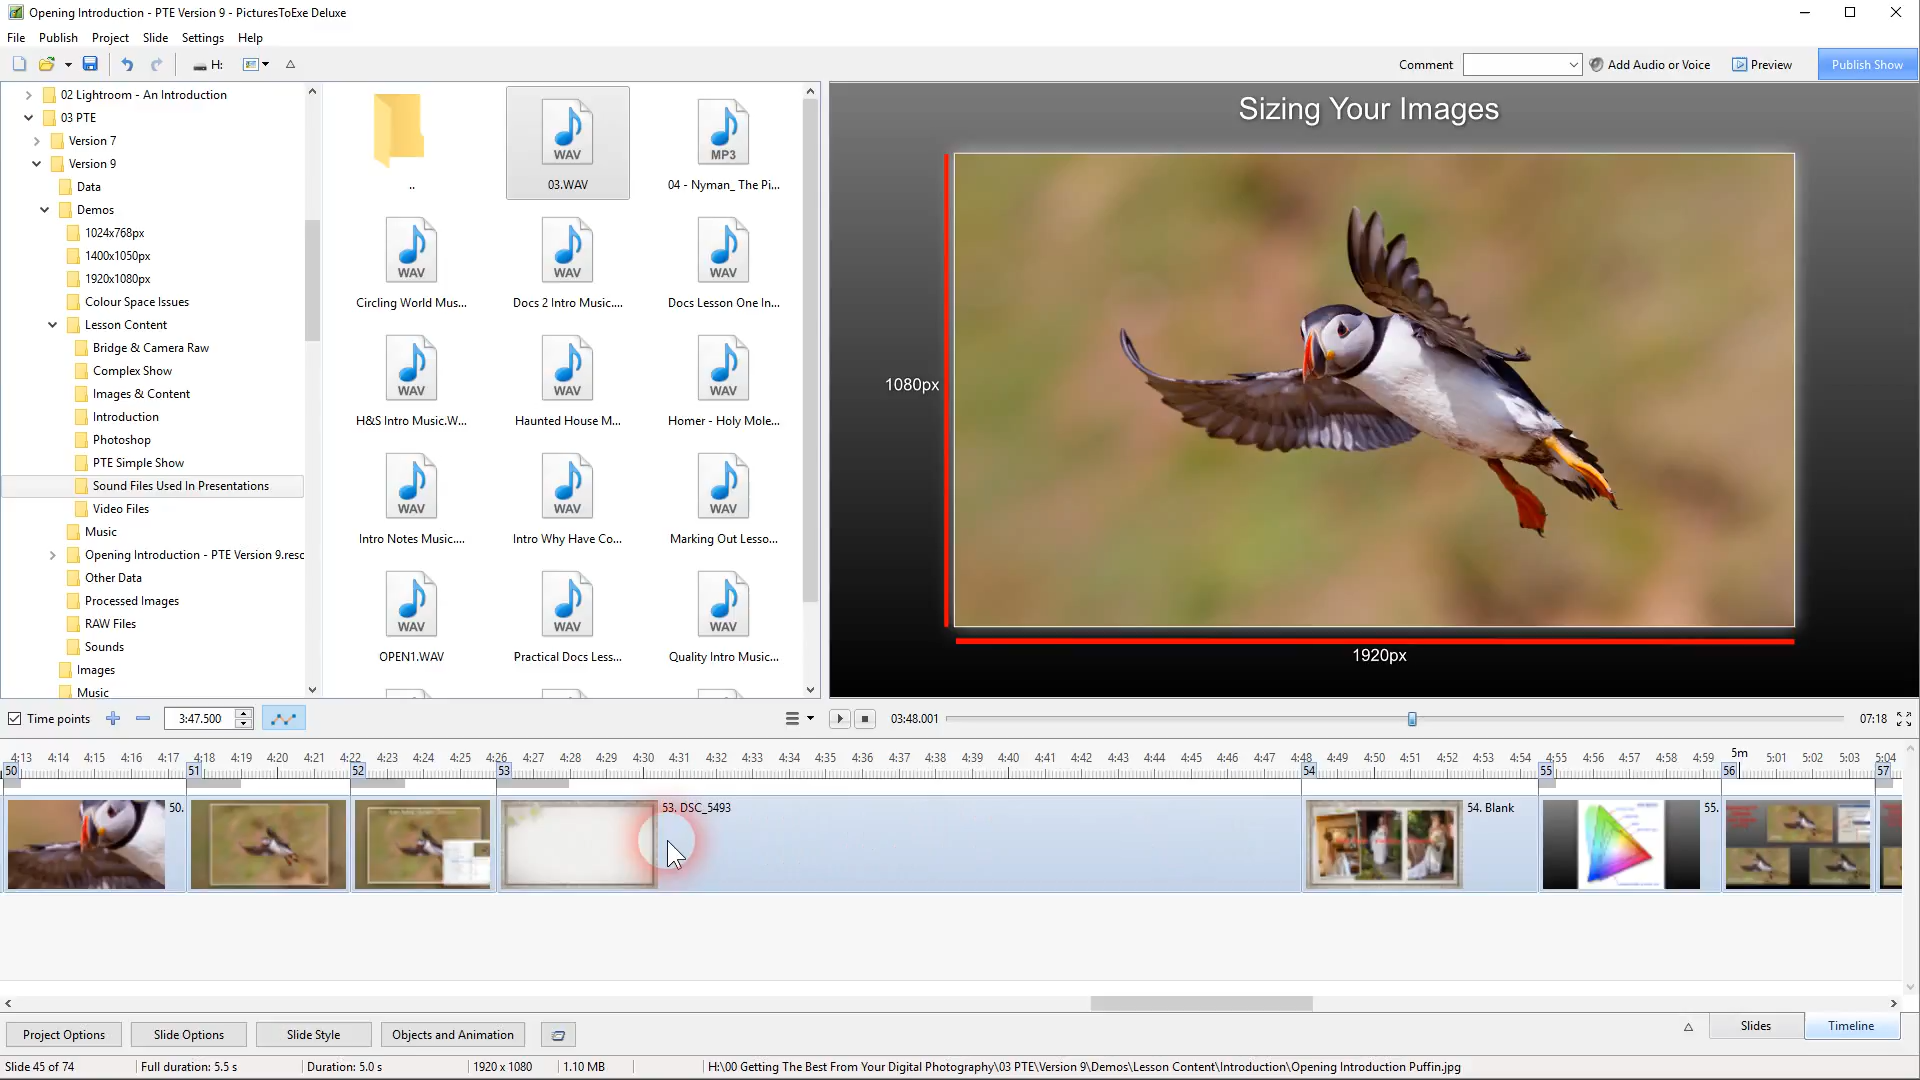 Opening Introduction - PTE Version 9 - PicturesToExe Deluxe
File Publish Project Slide Settings Help
H:
Comment
Add Audio or Voice
Preview
Publish Show
02 Lightroom - An Introduction
03 PTE
Version 7
Version 9
Data
Demos
1024x768px
1400x1050px
1920x1080px
Colour Space Issues
Lesson Content
Bridge & Camera Raw
Complex Show
Images & Content
Introduction
Photoshop
PTE Simple Show
Sound Files Used In Presentations
Video Files
Music
Opening Introduction - PTE Version 9.resc
Other Data
Processed Images
RAW Files
Sounds
Images
Music
WAV MP3
.. 03.WAV 04 - Nyman_ The Pi...
WAV WAV WAV
Circling World Mus... Docs 2 Intro Music.... Docs Lesson One In...
WAV WAV WAV
H&S Intro Music.W... Haunted House M... Homer - Holy Mole...
WAV WAV WAV
Intro Notes Music.... Intro Why Have Co... Marking Out Lesso...
WAV WAV WAV
OPEN1.WAV Practical Docs Less... Quality Intro Music...
Sizing Your Images
1080px
1920px
Time points 3:47.500 03:48.001 07:18
5m
4:13 4:14 4:15 4:16 4:17 4:18 4:19 4:20 4:21 4:22 4:23 4:24 4:25 4:26 4:27 4:28 4:29 4:30 4:31 4:32 4:33 4:34 4:35 4:36 4:37 4:38 4:39 4:40 4:41 4:42 4:43 4:44 4:45 4:46 4:47 4:48 4:49 4:50 4:51 4:52 4:53 4:54 4:55 4:56 4:57 4:58 4:59 5:01 5:02 5:03 5:04
50 51 52 53 54 55 56 57
50. 53. DSC_5493 54. Blank 55.
Project Options Slide Options Slide Style Objects and Animation Slides Timeline
Slide 45 of 74 Full duration: 5.5 s Duration: 5.0 s 1920 x 1080 1.10 MB H:\00 Getting The Best From Your Digital Photography\03 PTE\Version 9\Demos\Lesson Content\Introduction\Opening Introduction Puffin.jpg